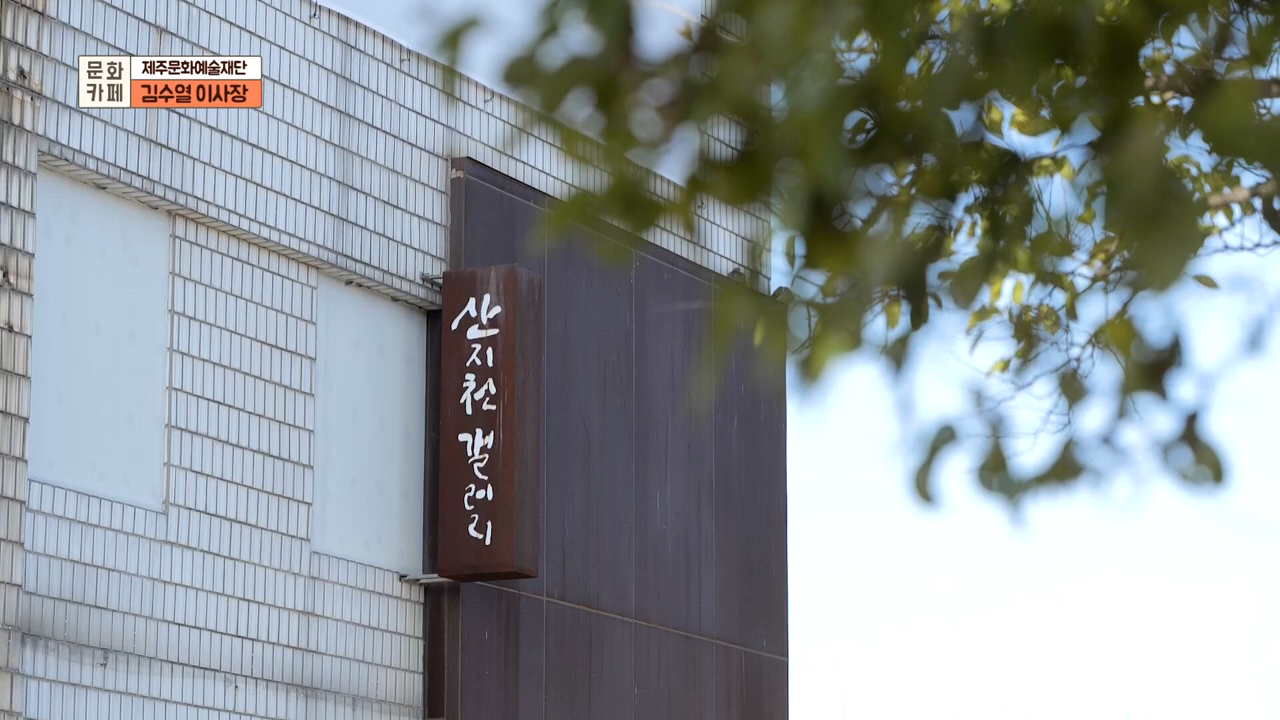 문화
카페
제주문화예술재단
김수열 이사장
산지천 갤러리